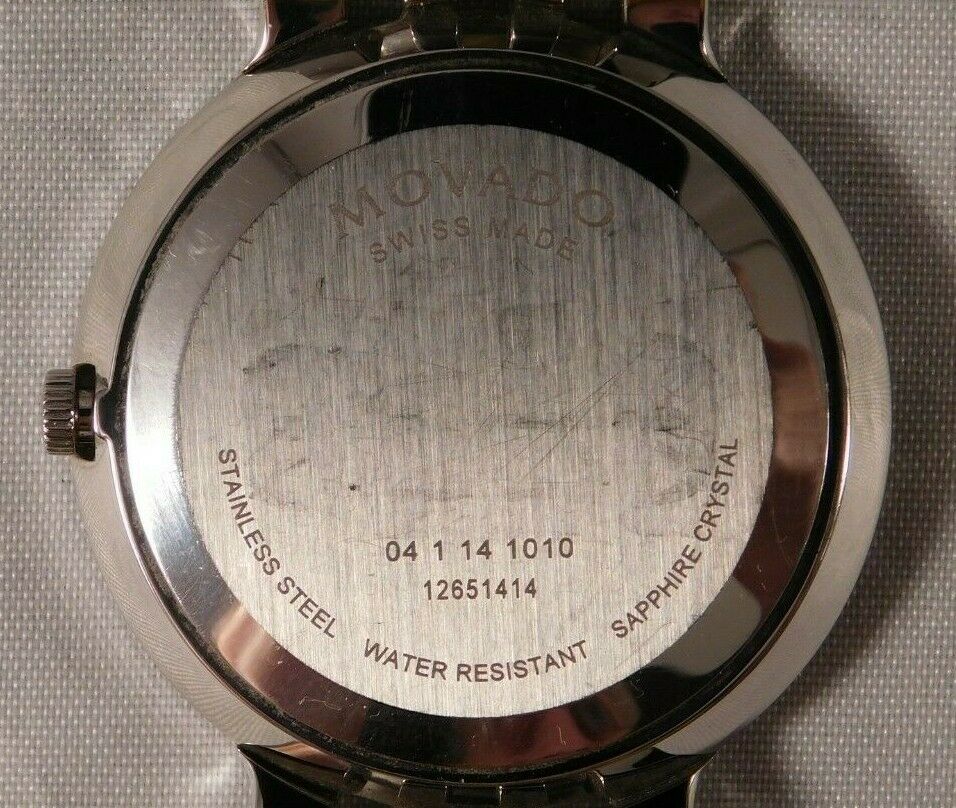 MOVADO
SWISS MADE
04 1 14 1010
12651414
STAINLESS STEEL WATER RESISTANT SAPPHIRE CRYSTAL